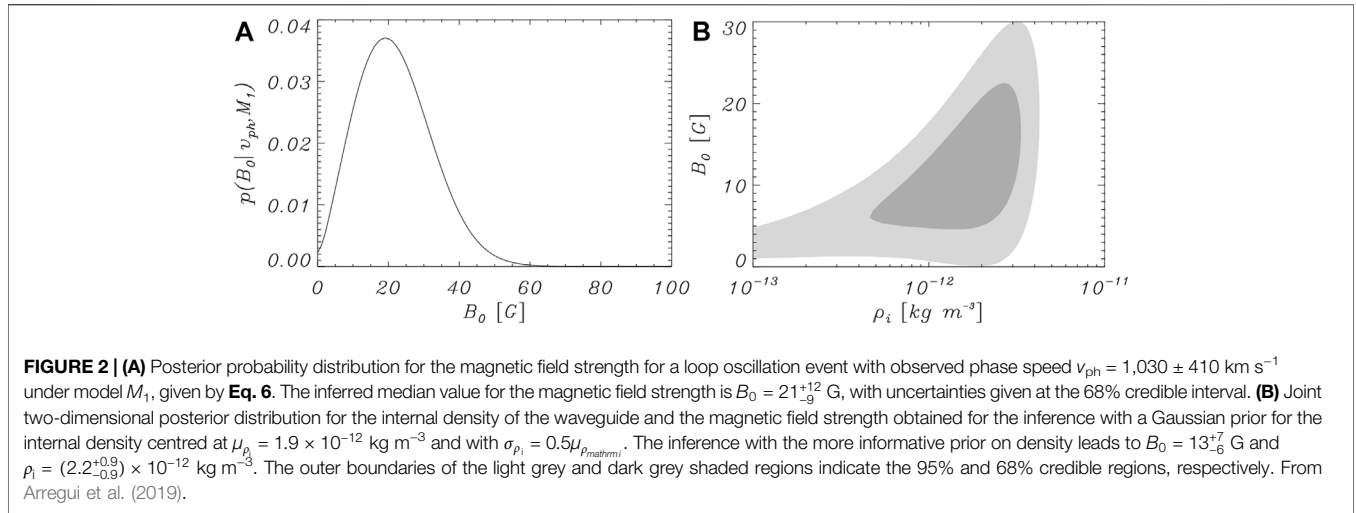 A
0.04
0.03
0.02
0.01
0.00
p(B₀| v_ph, M₁)
0 20 40 60 80 100
B₀ [G]
B
30
20
10
0
B₀ [G]
10⁻¹³ 10⁻¹² 10⁻¹¹
ρᵢ [kg m⁻³]
FIGURE 2 | (A) Posterior probability distribution for the magnetic field strength for a loop oscillation event with observed phase speed v_ph = 1,030 ± 410 km s⁻¹
under model M₁, given by Eq. 6. The inferred median value for the magnetic field strength is B₀ = 21₋₉⁺¹² G, with uncertainties given at the 68% credible interval. (B) Joint
two-dimensional posterior distribution for the internal density of the waveguide and the magnetic field strength obtained for the inference with a Gaussian prior for the
internal density centred at μ_ρᵢ = 1.9 × 10⁻¹² kg m⁻³ and with σ_ρᵢ = 0.5μ_ρ_mathrmi. The inference with the more informative prior on density leads to B₀ = 13₋₆⁺⁷ G and
ρᵢ = (2.2₋₀.₉⁺⁰·⁹) × 10⁻¹² kg m⁻³. The outer boundaries of the light grey and dark grey shaded regions indicate the 95% and 68% credible regions, respectively. From
Arregui et al. (2019).